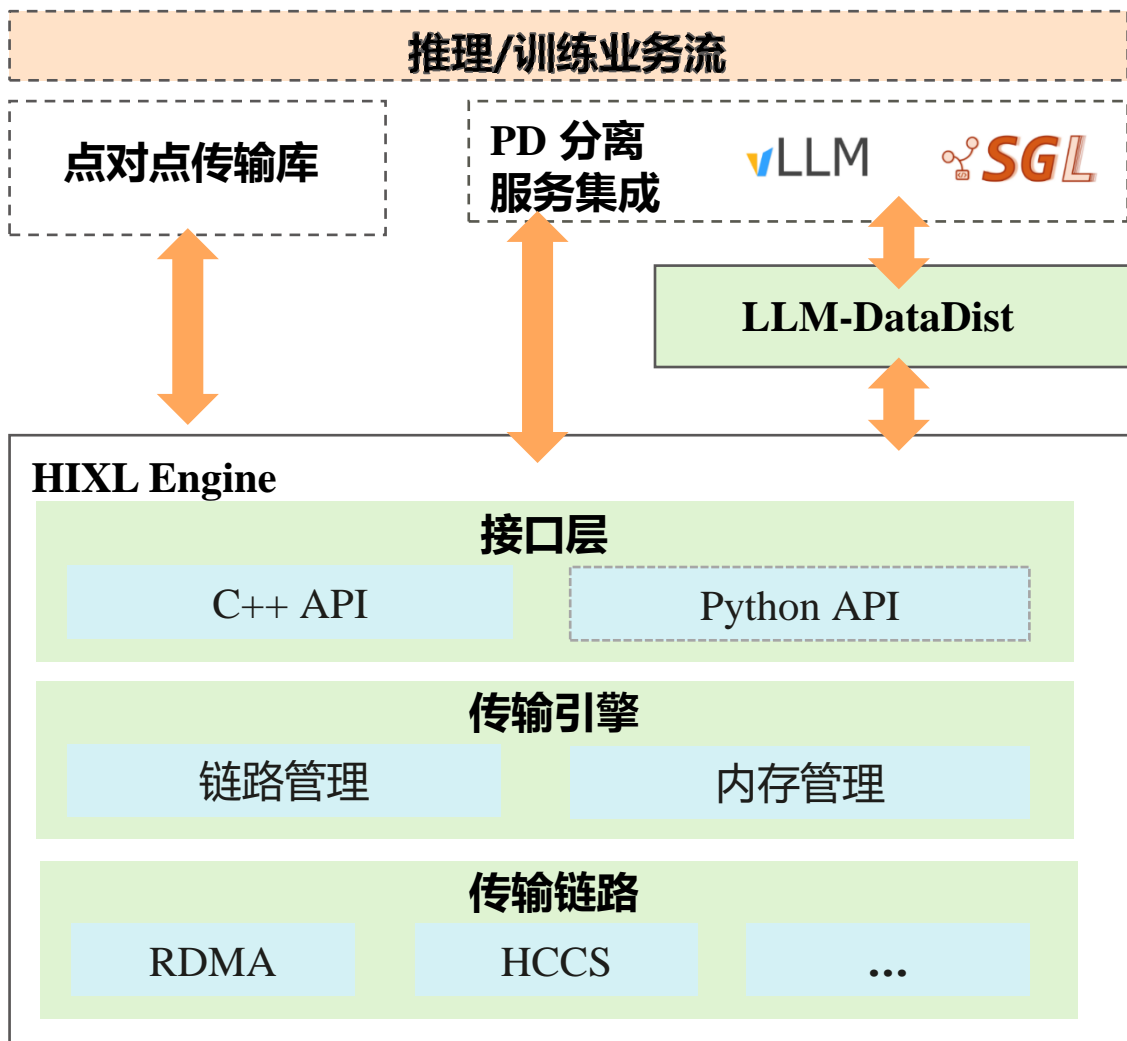 推理/训练业务流
点对点传输库
PD 分离
服务集成
vLLM
SGL
LLM-DataDist
HIXL Engine
接口层
C++ API
Python API
传输引擎
链路管理
内存管理
传输链路
RDMA
HCCS
...